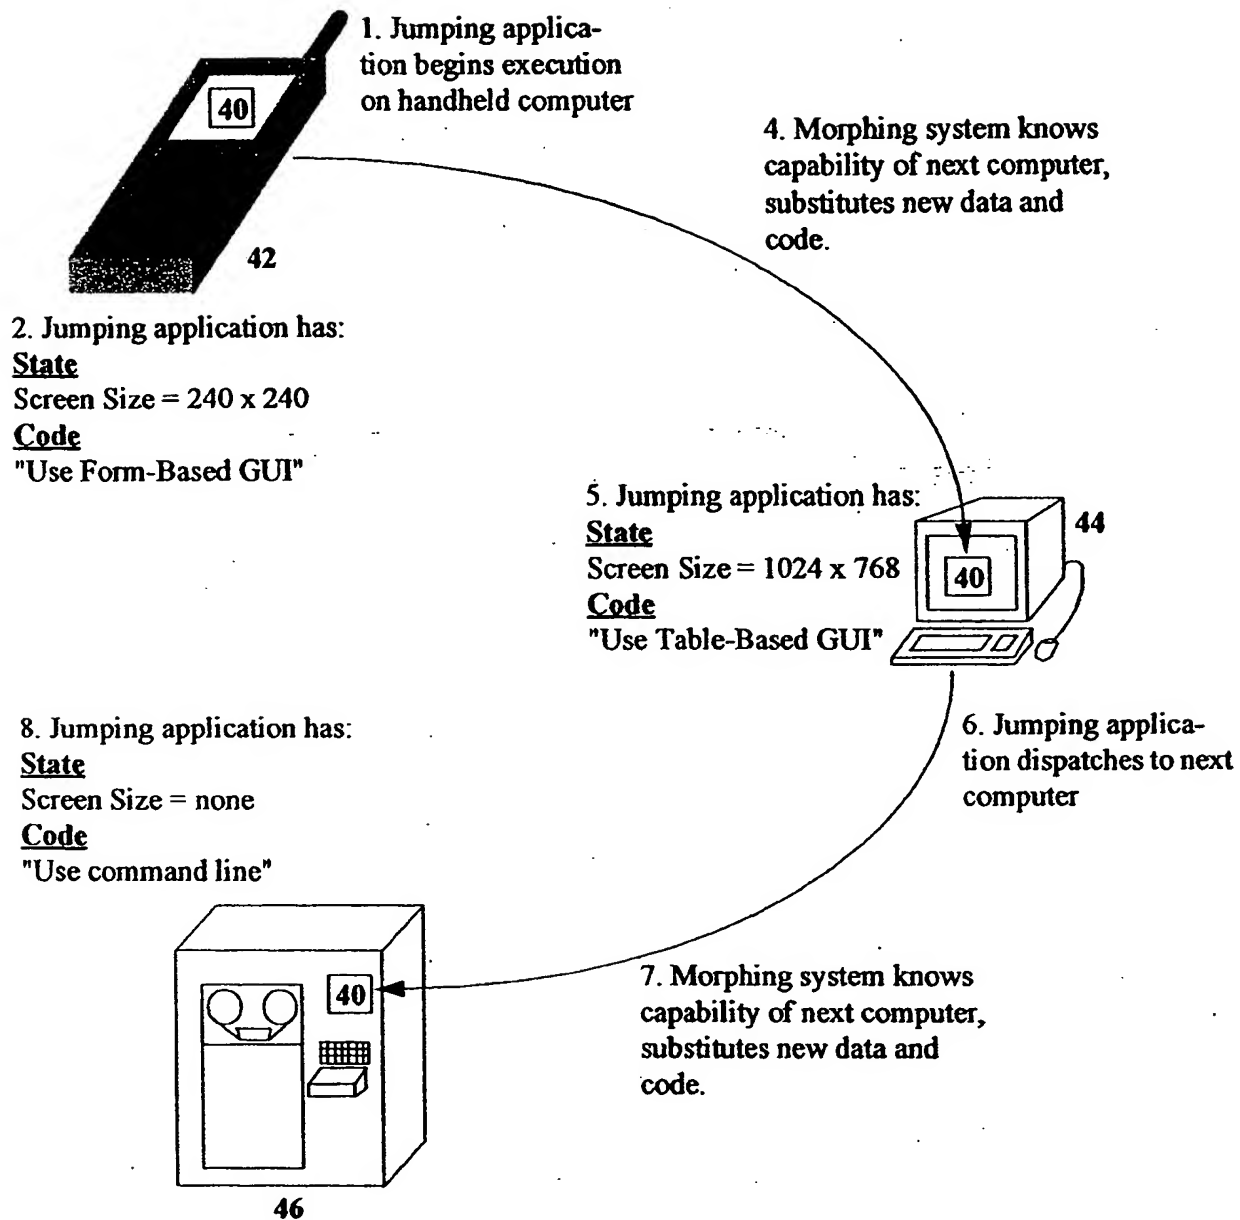 1. Jumping applica-
tion begins execution
on handheld computer
40
42
4. Morphing system knows
capability of next computer,
substitutes new data and
code.
2. Jumping application has:
State
Screen Size = 240 x 240
Code
"Use Form-Based GUI"
5. Jumping application has:
State
Screen Size = 1024 x 768
Code
"Use Table-Based GUI"
44
40
6. Jumping applica-
tion dispatches to next
computer
8. Jumping application has:
State
Screen Size = none
Code
"Use command line"
40
7. Morphing system knows
capability of next computer,
substitutes new data and
code.
46